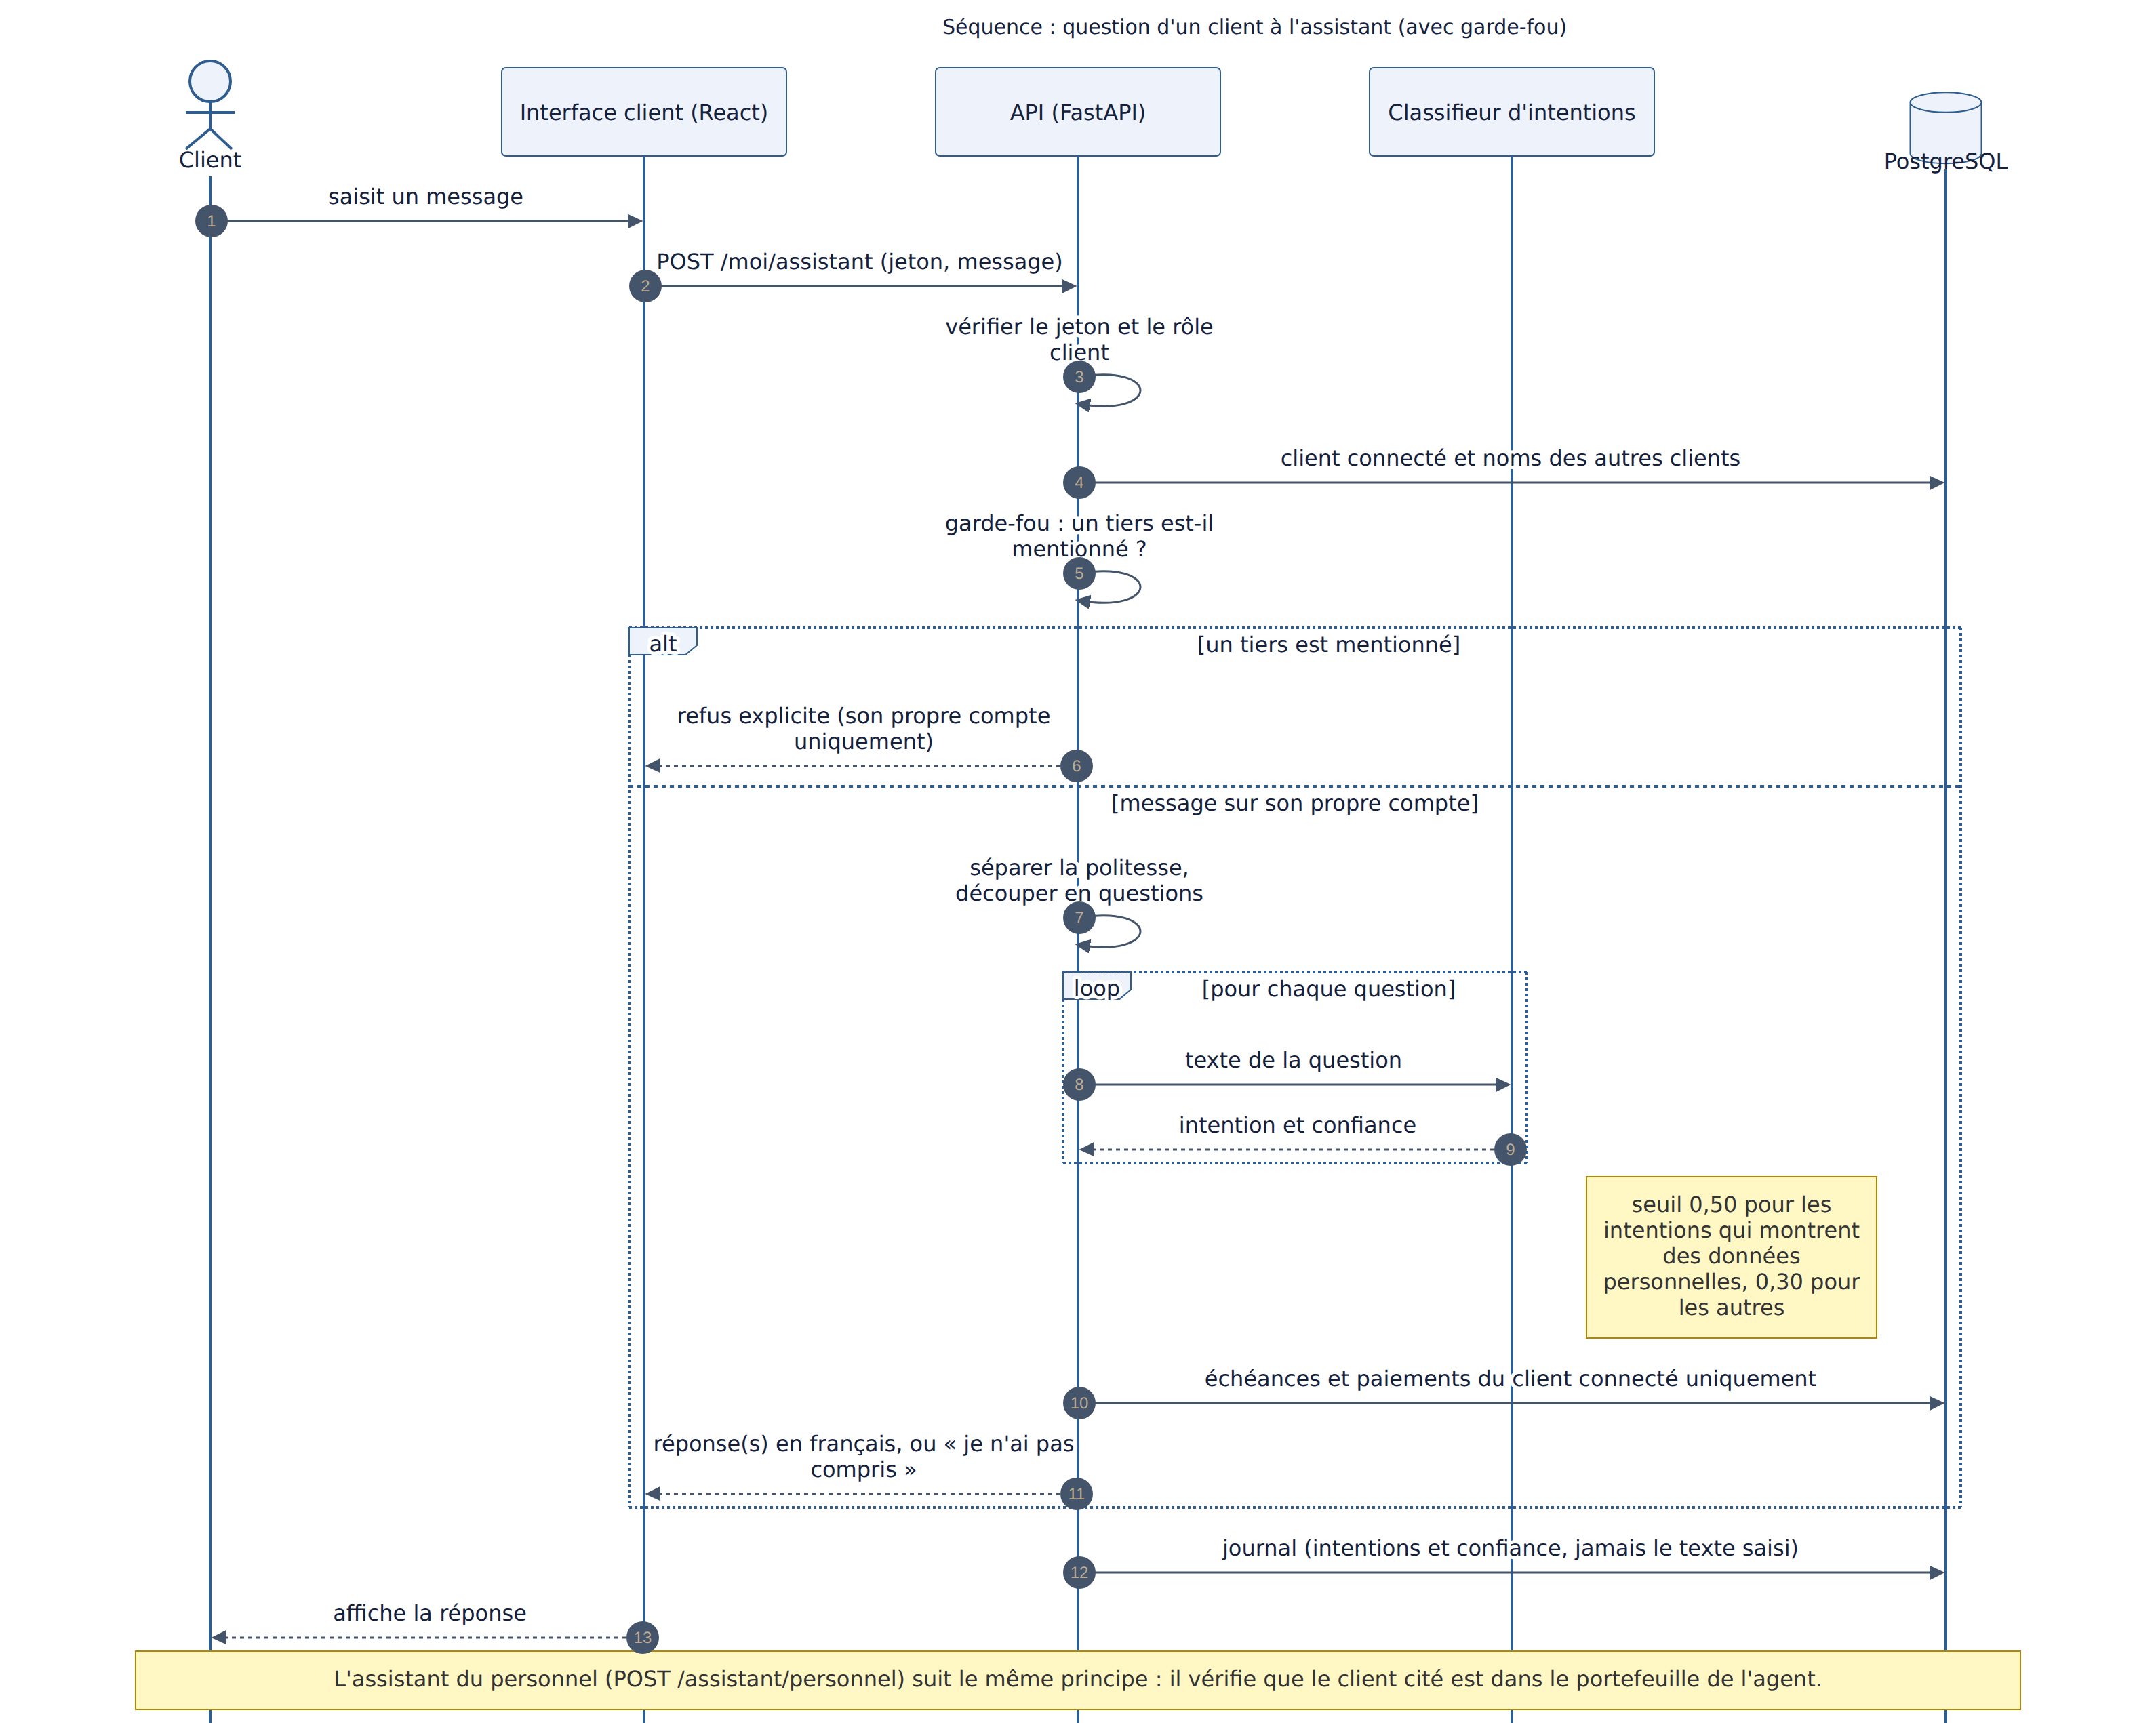 Séquence : question d'un client à l'assistant (avec garde-fou)
Client
Interface client (React)
API (FastAPI)
Classifieur d'intentions
PostgreSQL
saisit un message
1
POST /moi/assistant (jeton, message)
2
vérifier le jeton et le rôle
client
3
client connecté et noms des autres clients
4
garde-fou : un tiers est-il
mentionné ?
5
alt
[un tiers est mentionné]
refus explicite (son propre compte
uniquement)
6
[message sur son propre compte]
séparer la politesse,
découper en questions
7
loop
[pour chaque question]
texte de la question
8
intention et confiance
9
seuil 0,50 pour les
intentions qui montrent
des données
personnelles, 0,30 pour
les autres
échéances et paiements du client connecté uniquement
10
réponse(s) en français, ou « je n'ai pas
compris »
11
journal (intentions et confiance, jamais le texte saisi)
12
affiche la réponse
13
L'assistant du personnel (POST /assistant/personnel) suit le même principe : il vérifie que le client cité est dans le portefeuille de l'agent.